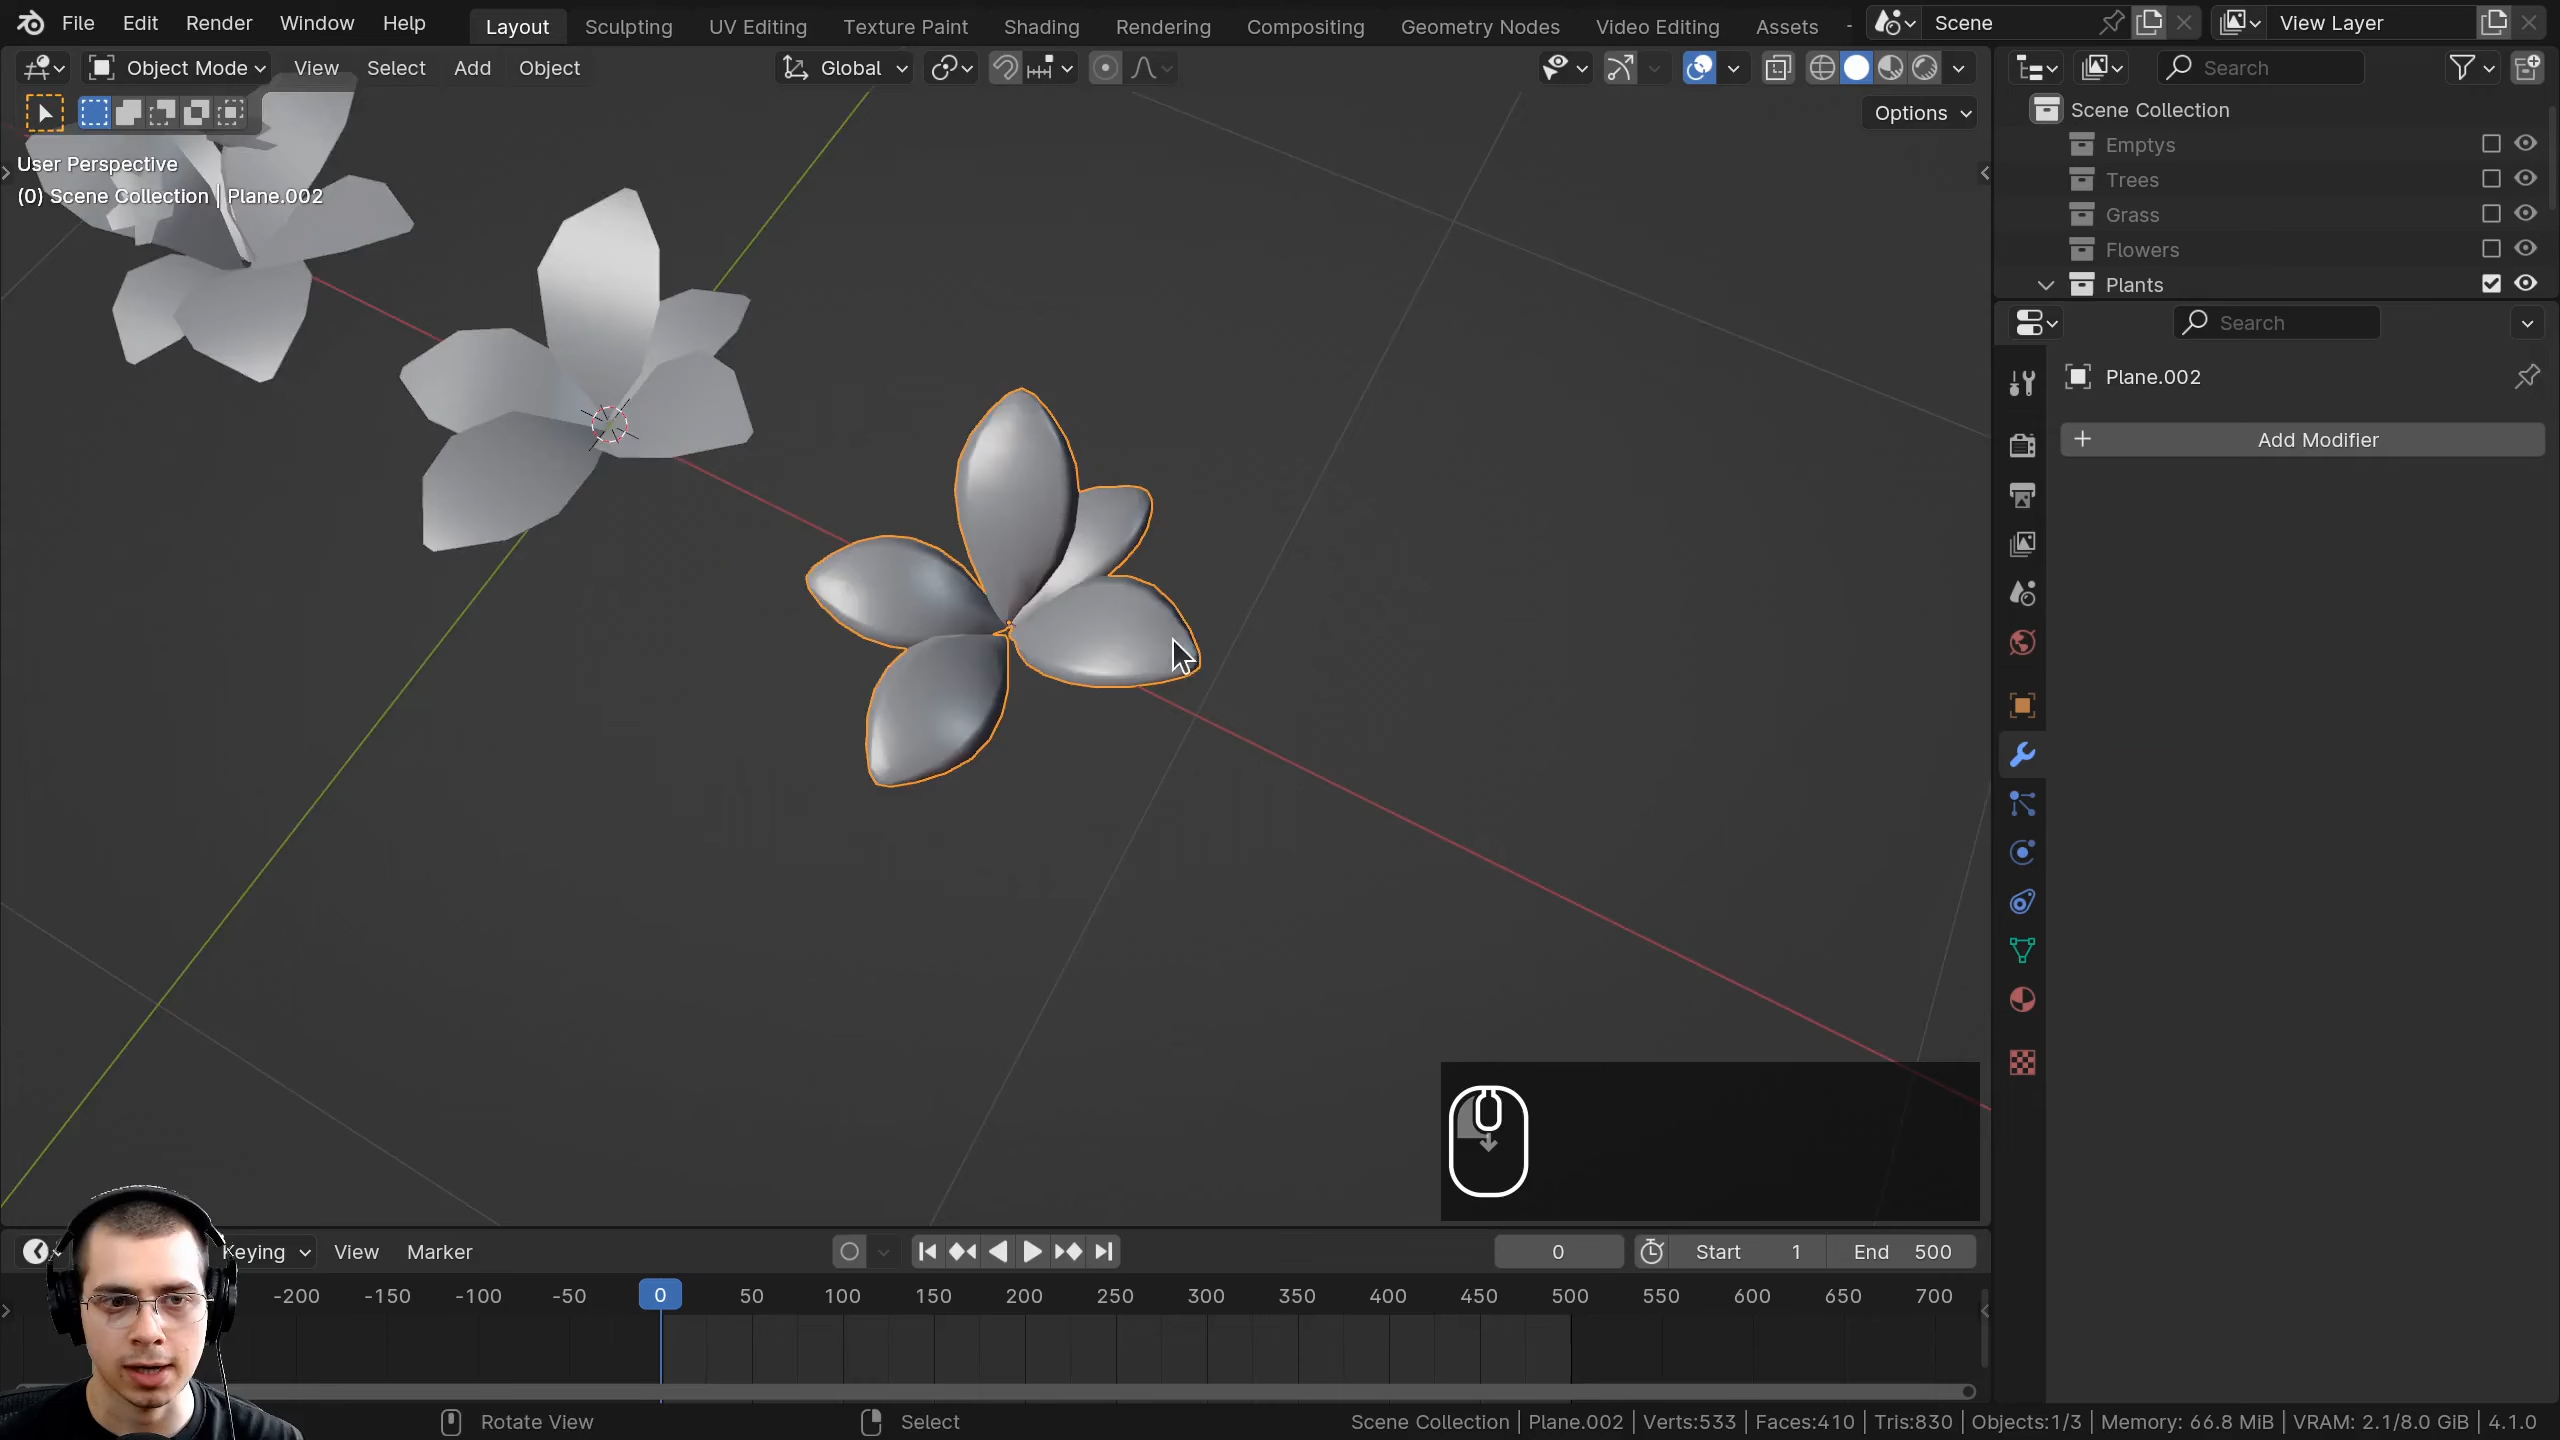 File Edit Render Window Help Layout Sculpting UV Editing Texture Paint Shading Rendering Compositing Geometry Nodes Video Editing Assets Scene View Layer
Object Mode View Select Add Object Global Search
Options
User Perspective
(0) Scene Collection | Plane.002
Scene Collection
Emptys
Trees
Grass
Flowers
Plants
Search
Plane.002
Add Modifier
Keying View Marker 0 Start 1 End 500
-200 -150 -100 -50 0 50 100 150 200 250 300 350 400 450 500 550 600 650 700
Rotate View Select Scene Collection | Plane.002 | Verts:533 | Faces:410 | Tris:830 | Objects:1/3 | Memory: 66.8 MiB | VRAM: 2.1/8.0 GiB | 4.1.0